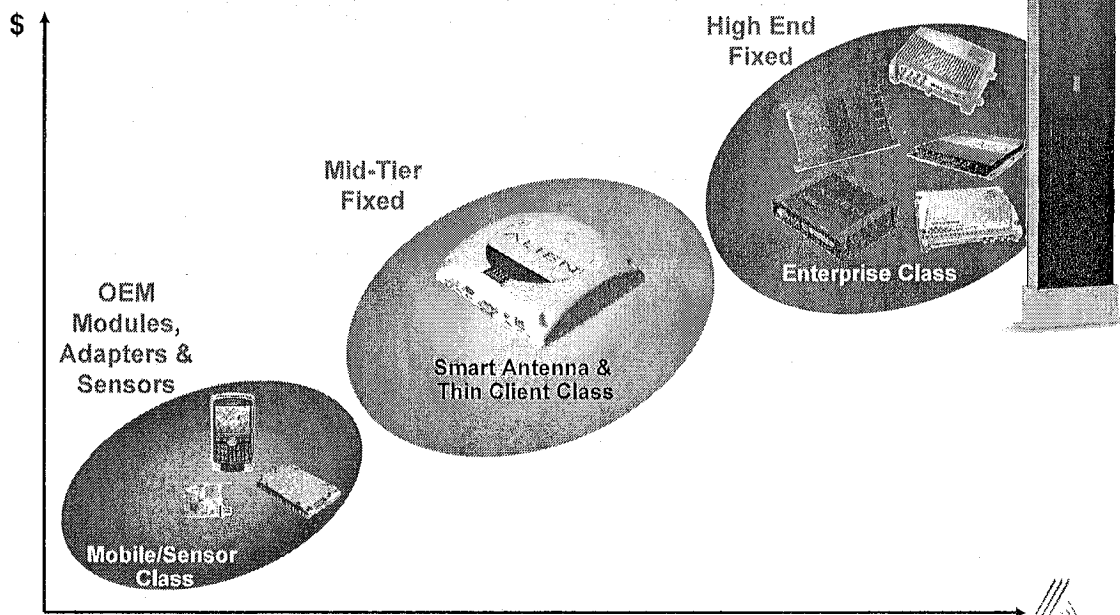 $
High End
Fixed
Enterprise Class
Mid-Tier
Fixed
ALIEN
Smart Antenna &
Thin Client Class
OEM
Modules,
Adapters &
Sensors
Mobile/Sensor
Class